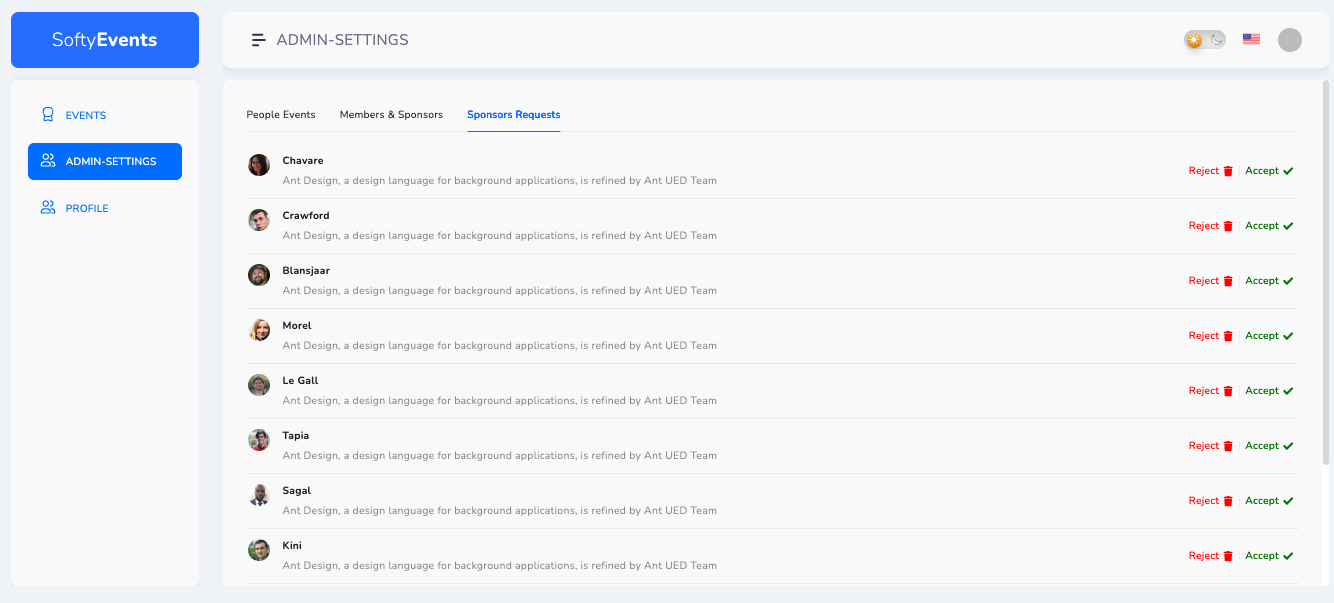 SoftyEvents
ADMIN-SETTINGS
EVENTS
ADMIN-SETTINGS
PROFILE
People Events Members & Sponsors Sponsors Requests
Chavare
Ant Design, a design language for background applications, is refined by Ant UED Team
Reject Accept
Crawford
Ant Design, a design language for background applications, is refined by Ant UED Team
Reject Accept
Blansjaar
Ant Design, a design language for background applications, is refined by Ant UED Team
Reject Accept
Morel
Ant Design, a design language for background applications, is refined by Ant UED Team
Reject Accept
Le Gall
Ant Design, a design language for background applications, is refined by Ant UED Team
Reject Accept
Tapia
Ant Design, a design language for background applications, is refined by Ant UED Team
Reject Accept
Sagal
Ant Design, a design language for background applications, is refined by Ant UED Team
Reject Accept
Kini
Ant Design, a design language for background applications, is refined by Ant UED Team
Reject Accept